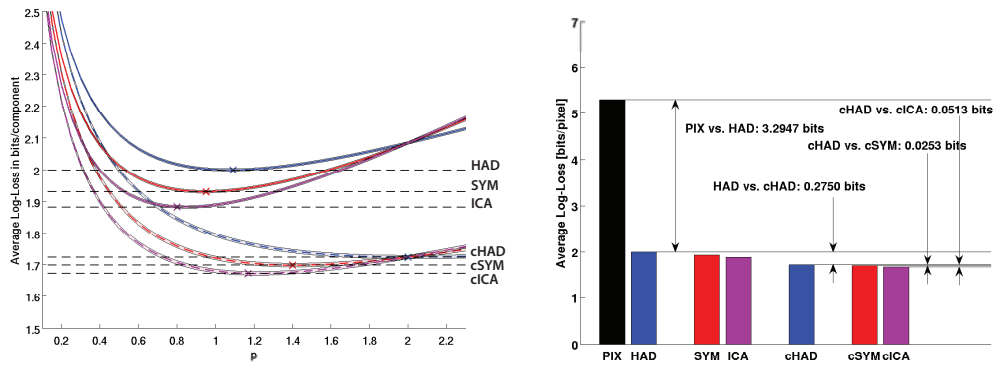 2.5
2.4
2.3
2.2
2.1
2
1.9
1.8
1.7
1.6
1.5
Average Log-Loss in bits/component
0.2 0.4 0.6 0.8 1 1.2 1.4 1.6 1.8 2 2.2
p
HAD
SYM
ICA
cHAD
cSYM
cICA
7
6
5
4
3
2
1
0
Average Log-Loss [bits/pixel]
cHAD vs. cICA: 0.0513 bits
PIX vs. HAD: 3.2947 bits
cHAD vs. cSYM: 0.0253 bits
HAD vs. cHAD: 0.2750 bits
PIX HAD SYM ICA cHAD cSYM cICA